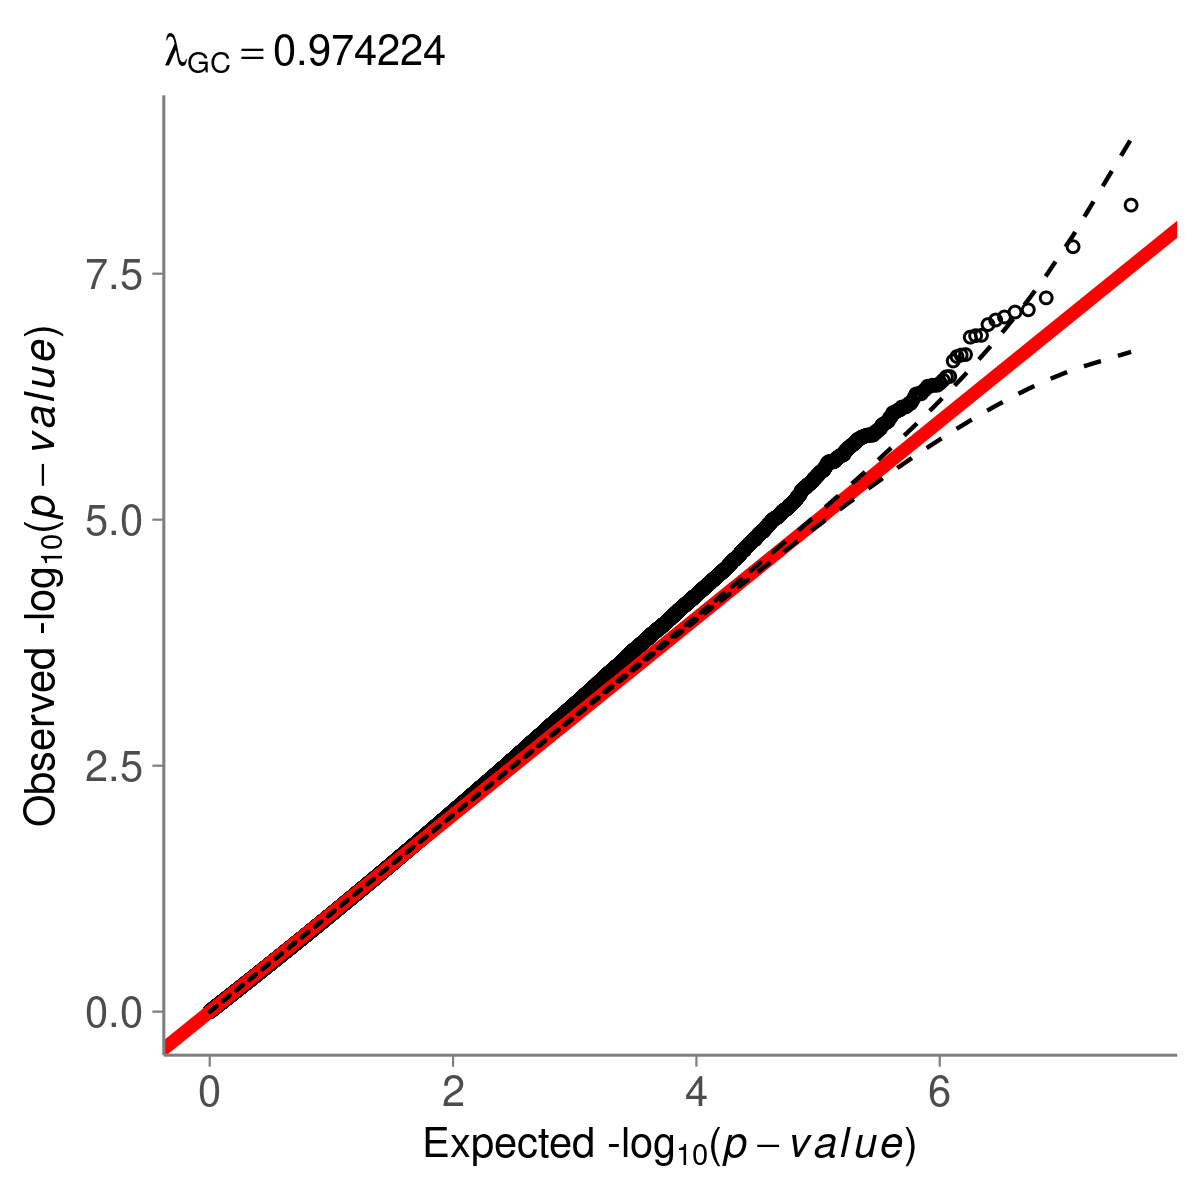 λGC = 0.974224
Observed -log10(p − value)
7.5
5.0
2.5
0.0
0 2 4 6
Expected -log10(p − value)